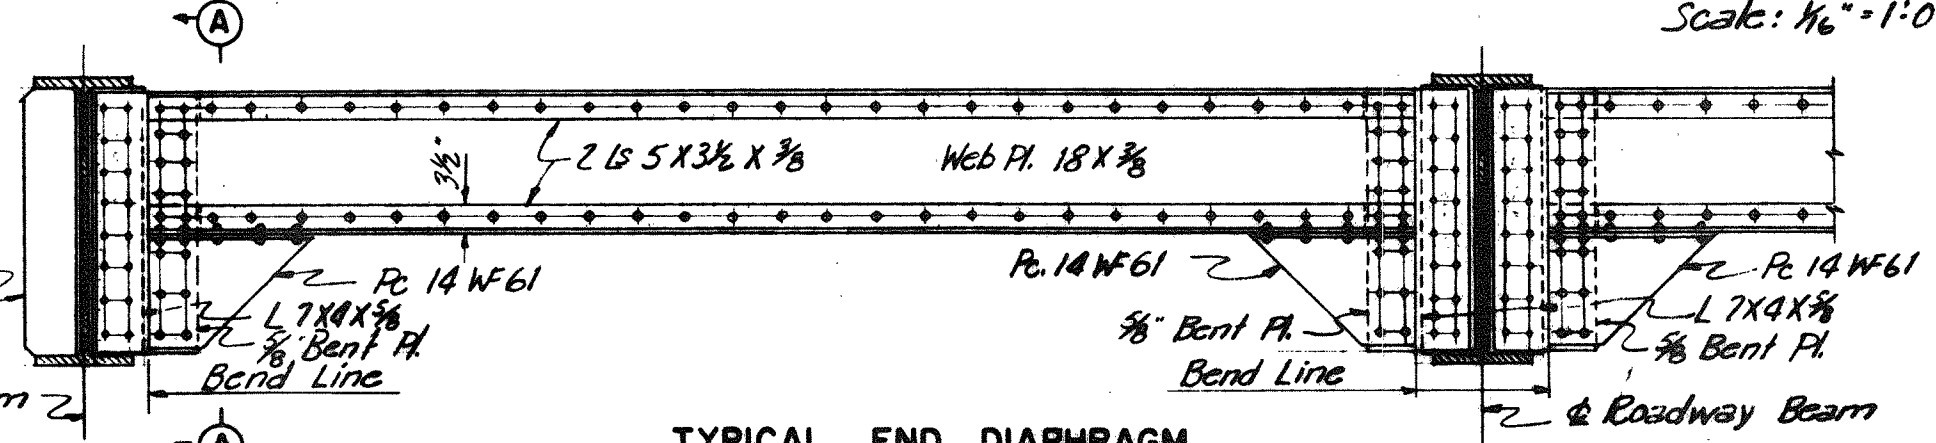 A
Scale: 1/16" = 1'-0
2 Ls 5 X 3½ X 3/8
Web Pl. 18 X 3/8
3½"
Pc 14 WF 61
L 7X4X5/8
5/8" Bent Pl.
Bend Line
Pc. 14 WF 61
5/8" Bent Pl.
Bend Line
Pc 14 WF 61
L 7X4X5/8
5/8 Bent Pl.
℄ Roadway Beam
A
TYPICAL END DIAPHRAGM